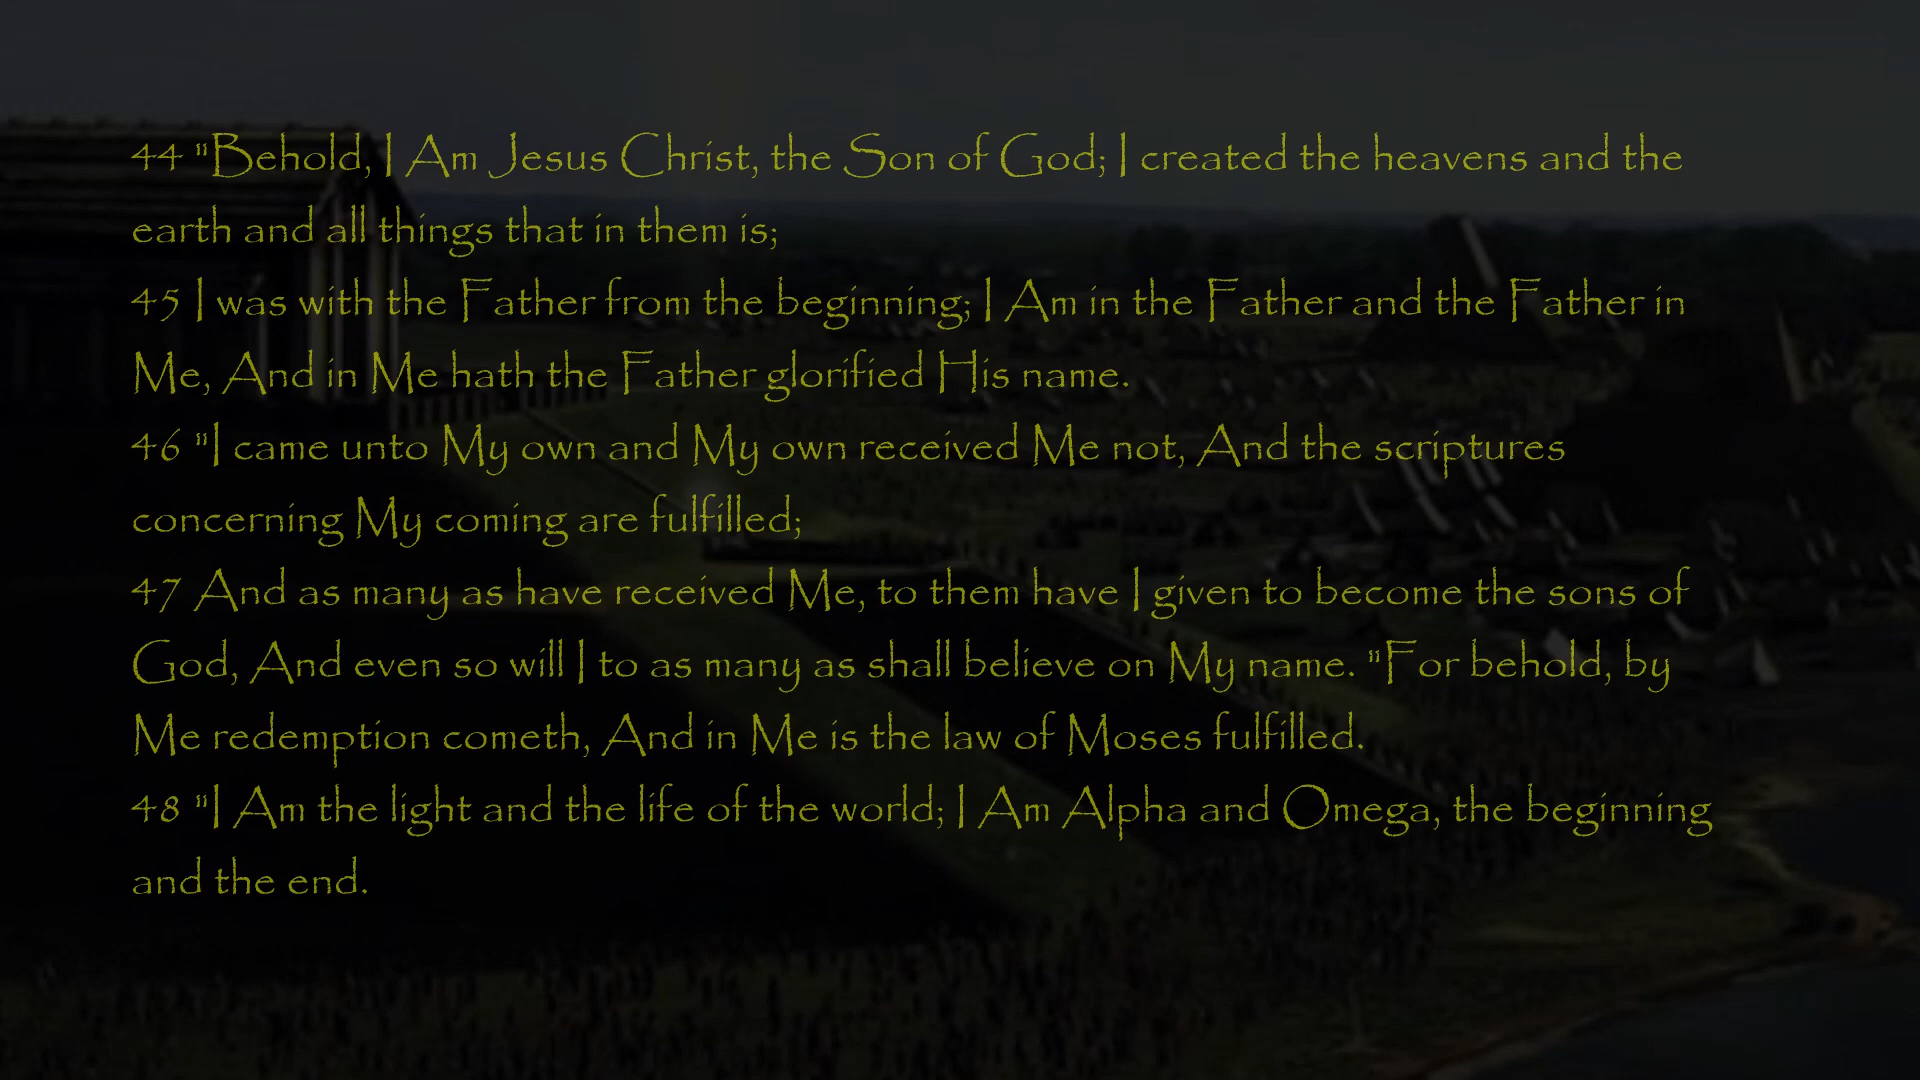 44 "Behold, I Am Jesus Christ, the Son of God; I created the heavens and the
earth and all things that in them is;
45 I was with the Father from the beginning; I Am in the Father and the Father in
Me, And in Me hath the Father glorified His name.
46 "I came unto My own and My own received Me not, And the scriptures
concerning My coming are fulfilled;
47 And as many as have received Me, to them have I given to become the sons of
God, And even so will I to as many as shall believe on My name. "For behold, by
Me redemption cometh, And in Me is the law of Moses fulfilled.
48 "I Am the light and the life of the world; I Am Alpha and Omega, the beginning
and the end.